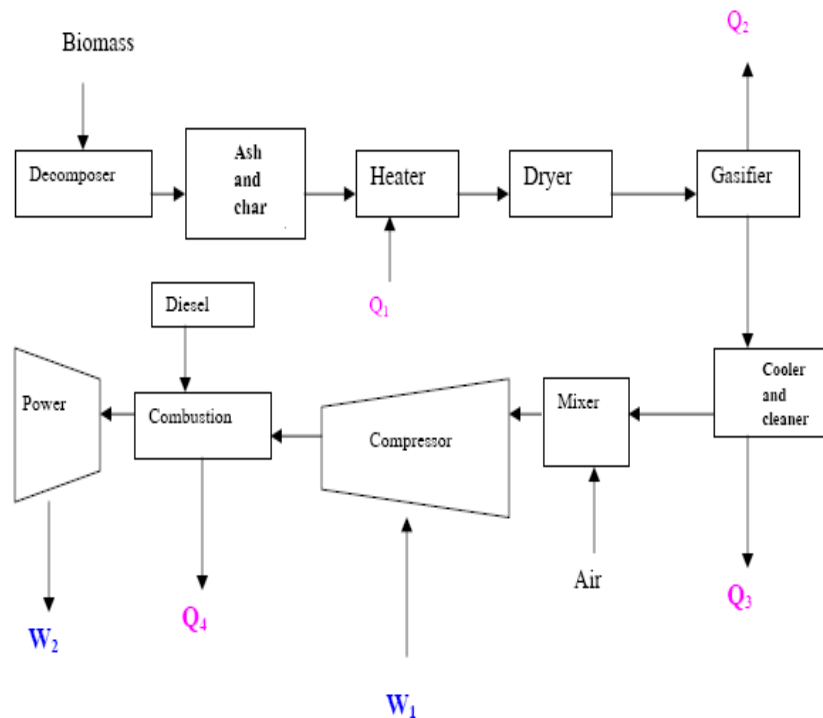 Biomass
Q₂
Decomposer
Ash
and
char
Heater
Dryer
Gasifier
Q₁
Diesel
Power
Combustion
Compressor
Mixer
Cooler
and
cleaner
Air
W₂
Q₄
Q₃
W₁